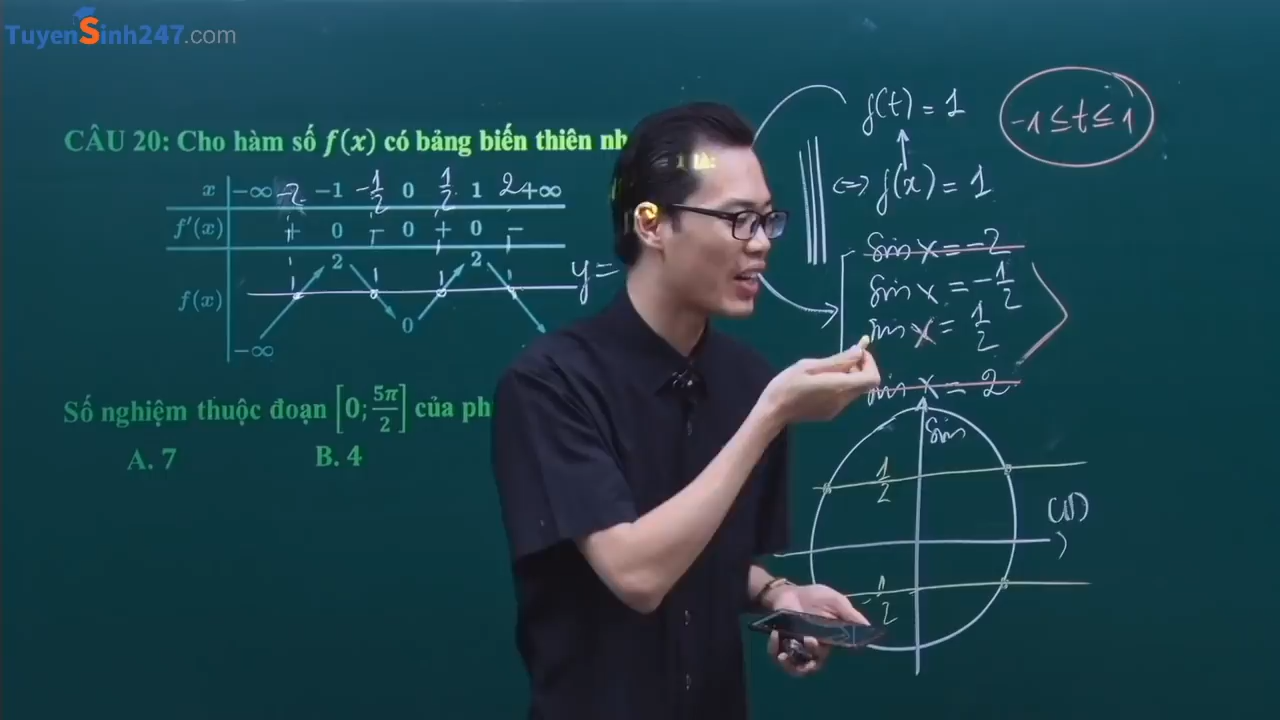 TuyenSinh247.com
CÂU 20: Cho hàm số f(x) có bảng biến thiên nh
x −∞ -2 −1 -1/2 0 1/2 1 2 +∞
f′(x) + 0 − 0 + 0 −
2 2
f(x)
0
−∞
y=
Số nghiệm thuộc đoạn [0; 5π/2] của ph
A. 7 B. 4
= 1 là:
f(t) = 1
-1 ≤ t ≤ 1
<=> f(x) = 1
sin x = -2
sin x = -1/2
sin x = 1/2
sin x = 2
sin
1/2
-1/2